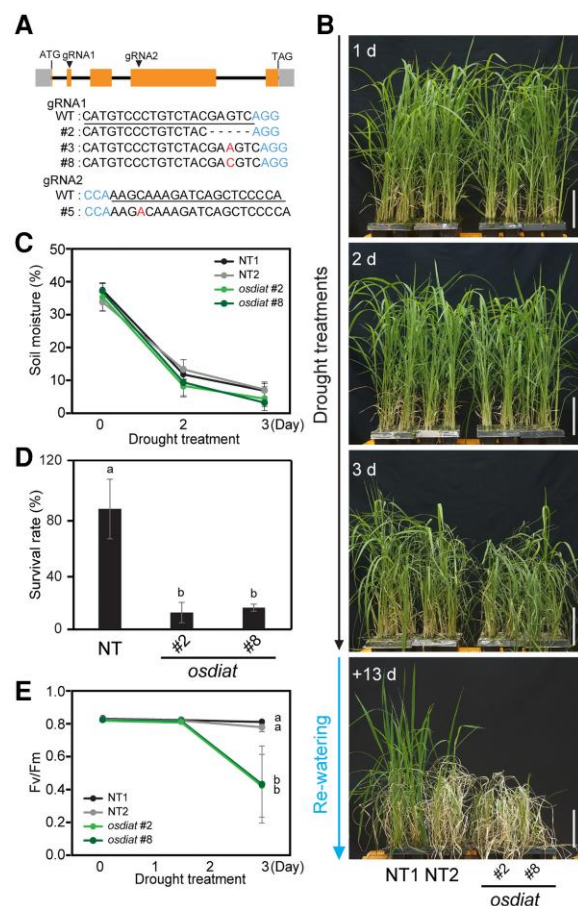 A
ATG gRNA1 gRNA2 TAG
gRNA1
WT : CATGTCCCTGTCTACGAGTCAGG
#2 : CATGTCCCTGTCTAC-----AGG
#3 : CATGTCCCTGTCTACGAAGTCAGG
#8 : CATGTCCCTGTCTACGACGTCAGG
gRNA2
WT : CCAAAGCAAAGATCAGCTCCCCA
#5 : CCAAAGACAAAGATCAGCTCCCCA
B
Drought treatments
Re-watering
1 d
2 d
3 d
+13 d
NT1 NT2 #2 #8
osdiat
C
Soil moisture (%)
50
40
30
20
10
0
NT1
NT2
osdiat #2
osdiat #8
0 2 3 (Day)
Drought treatment
D
Survival rate (%)
120
80
40
0
a
b
b
NT #2 #8
osdiat
E
Fv/Fm
1.0
0.8
0.6
0.4
0.2
0.0
a
a
b
b
NT1
NT2
osdiat #2
osdiat #8
0 1 2 3 (Day)
Drought treatment